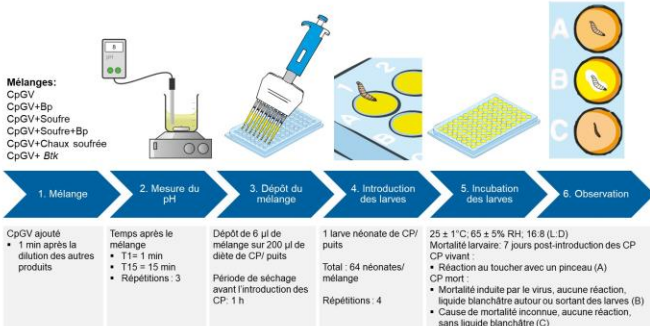 8
pH
Mélanges:
CpGV
CpGV+Bp
CpGV+Soufre
CpGV+Soufre+Bp
CpGV+Chaux soufrée
CpGV+ Btk
1
2
A
B
A
B
C
1. Mélange
2. Mesure du
pH
3. Dépôt du
mélange
4. Introduction
des larves
5. Incubation
des larves
6. Observation
CpGV ajouté
▪ 1 min après la
dilution des autres
produits
Temps après le
mélange
▪ T1= 1 min
▪ T15 = 15 min
▪ Répétitions : 3
Dépôt de 6 µl de
mélange sur 200 µl de
diète de CP/ puits
Période de séchage
avant l'introduction des
CP: 1 h
1 larve néonate de CP/
puits
Total : 64 néonates/
mélange
Répétitions : 4
25 ± 1°C; 65 ± 5% RH; 16:8 (L:D)
Mortalité larvaire: 7 jours post-introduction des CP
CP vivant :
▪ Réaction au toucher avec un pinceau (A)
CP mort :
▪ Mortalité induite par le virus, aucune réaction,
liquide blanchâtre autour ou sortant des larves (B)
▪ Cause de mortalité inconnue, aucune réaction,
sans liquide blanchâtre (C)